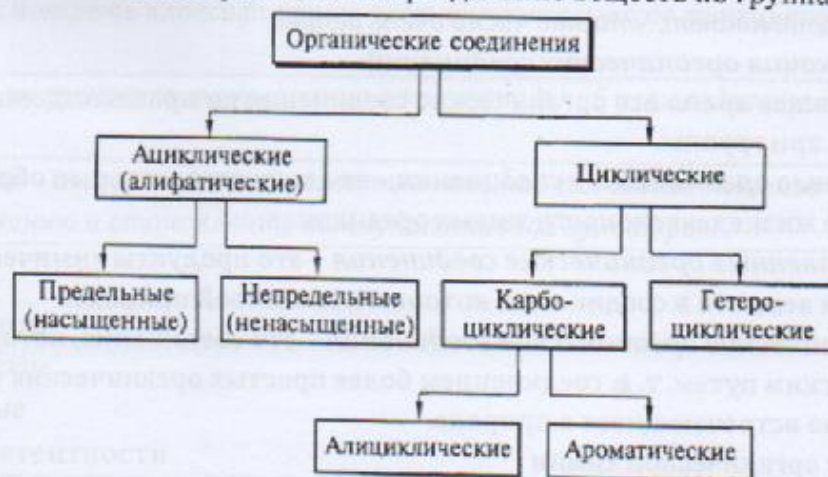 Органические соединения
Ациклические
(алифатические)
Циклические
Предельные
(насыщенные)
Непредельные
(ненасыщенные)
Карбо-
циклические
Гетеро-
циклические
Алициклические
Ароматические